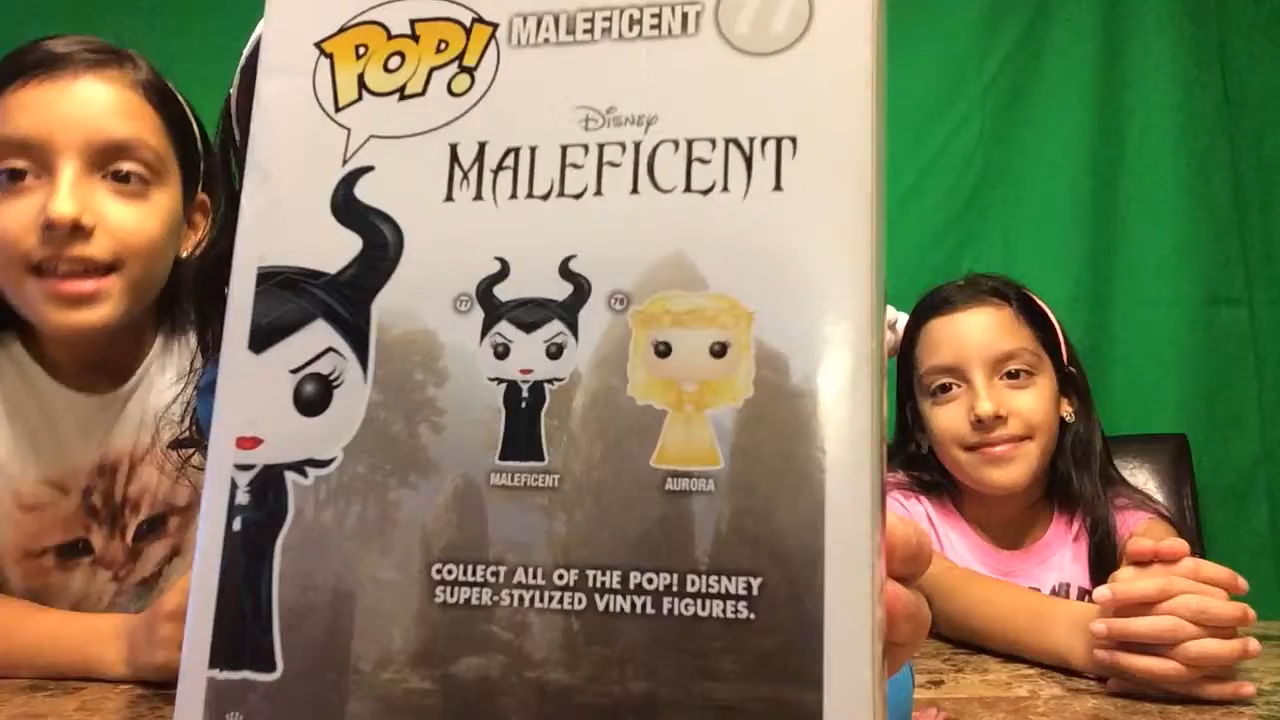 POP!
MALEFICENT 77
Disney
MALEFICENT
77
78
MALEFICENT
AURORA
COLLECT ALL OF THE POP! DISNEY
SUPER-STYLIZED VINYL FIGURES.